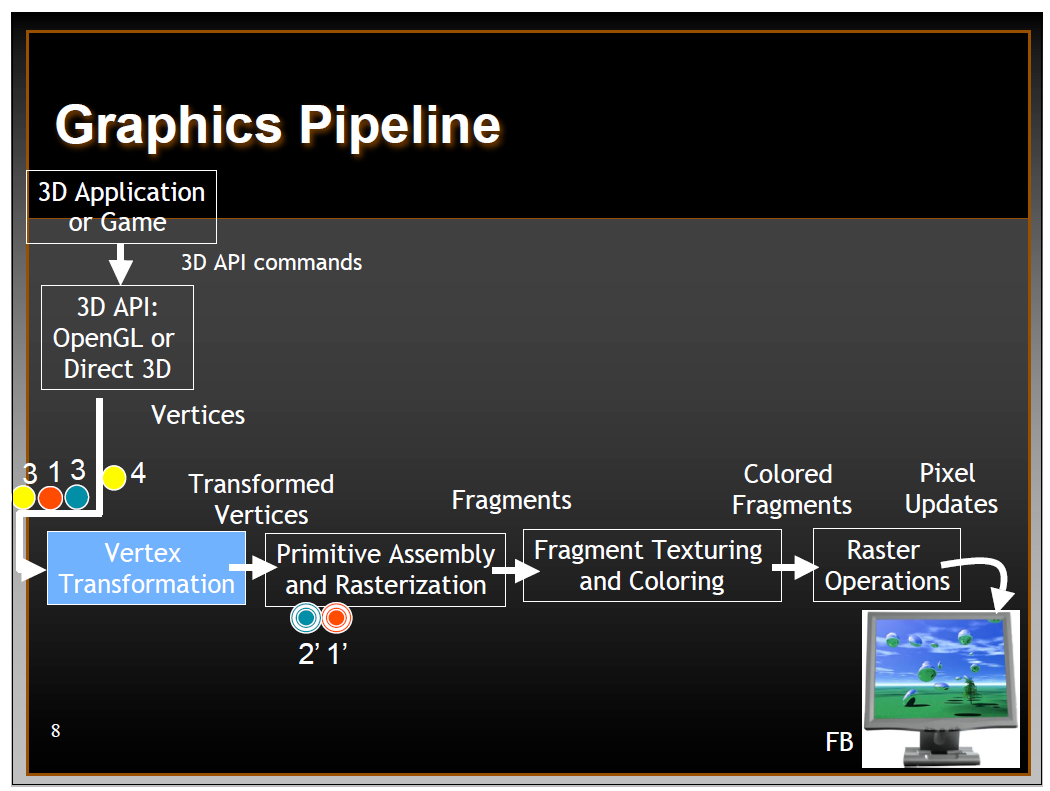 Graphics Pipeline
3D Application
or Game
3D API commands
3D API:
OpenGL or
Direct 3D
Vertices
3 1 3
4
Transformed
Vertices
Fragments
Colored
Fragments
Pixel
Updates
Vertex
Transformation
Primitive Assembly
and Rasterization
Fragment Texturing
and Coloring
Raster
Operations
2’ 1’
8
FB